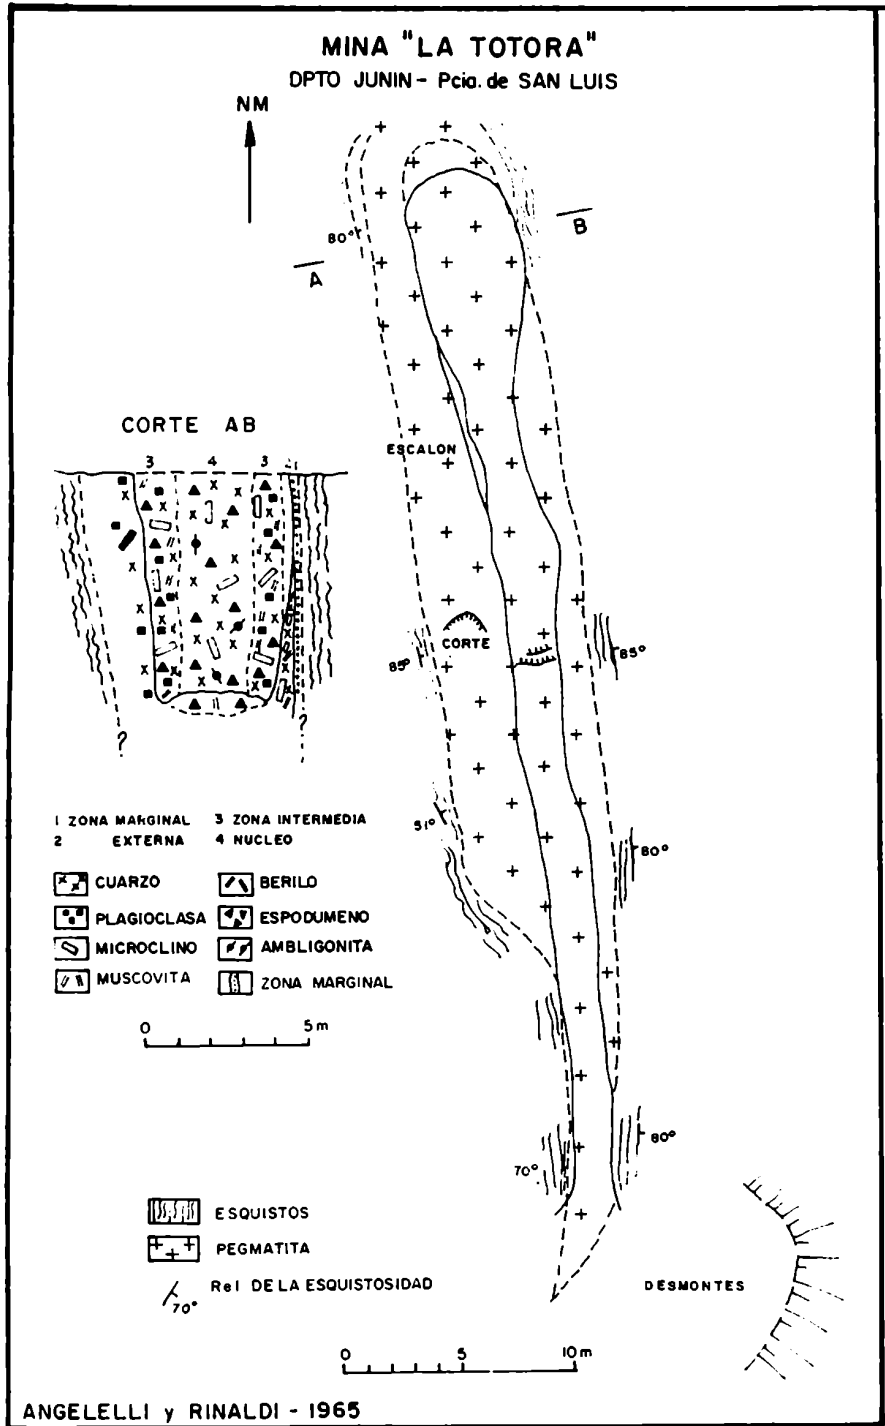 MINA "LA TOTORA"
DPTO JUNIN - Pcia. de SAN LUIS
NM
80°
A
B
CORTE AB
3 4 3 2
ESCALON
CORTE
85°
85°
? ?
51°
80°
1 ZONA MARGINAL 3 ZONA INTERMEDIA
2 EXTERNA 4 NUCLEO
CUARZO BERILO
PLAGIOCLASA ESPODUMENO
MICROCLINO AMBLIGONITA
MUSCOVITA ZONA MARGINAL
0 5 m
80°
70°
ESQUISTOS
PEGMATITA
70° Rel DE LA ESQUISTOSIDAD
DESMONTES
0 5 10 m
ANGELELLI y RINALDI - 1965